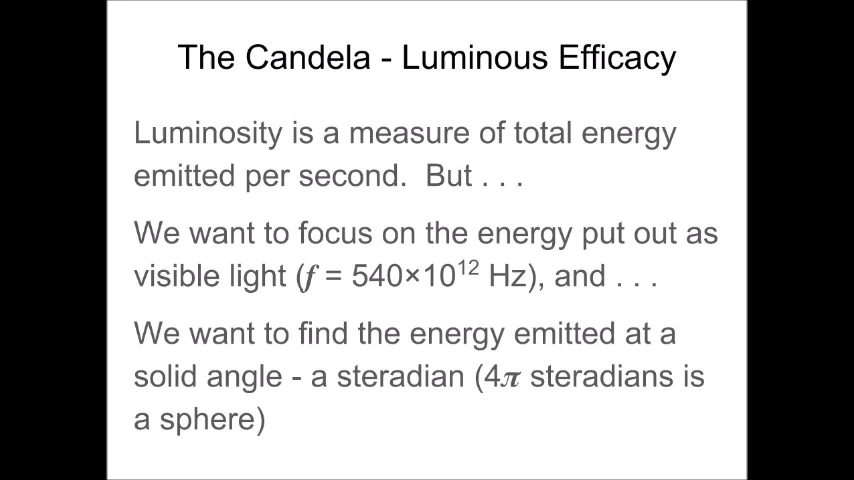 The Candela - Luminous Efficacy
Luminosity is a measure of total energy
emitted per second.  But . . .
We want to focus on the energy put out as
visible light (f = 540×10¹² Hz), and . . .
We want to find the energy emitted at a
solid angle - a steradian (4π steradians is
a sphere)